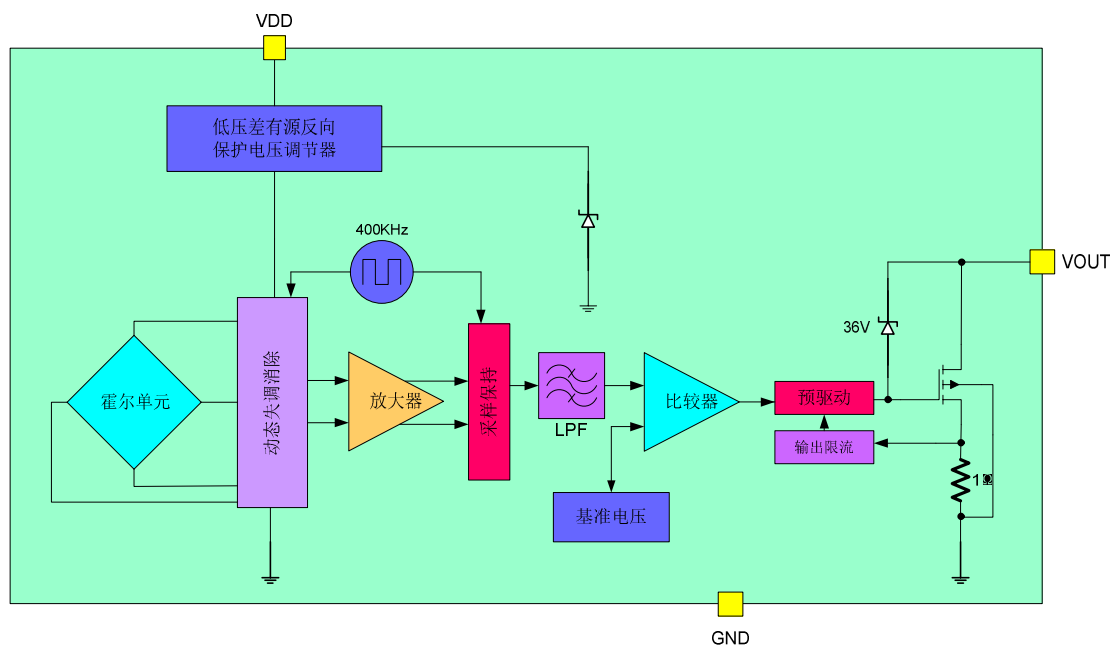 VDD
低压差有源反向
保护电压调节器
400KHz
VOUT
36V
霍尔单元
动态失调消除
放大器
采样保持
LPF
比较器
预驱动
输出限流
1
基准电压
GND